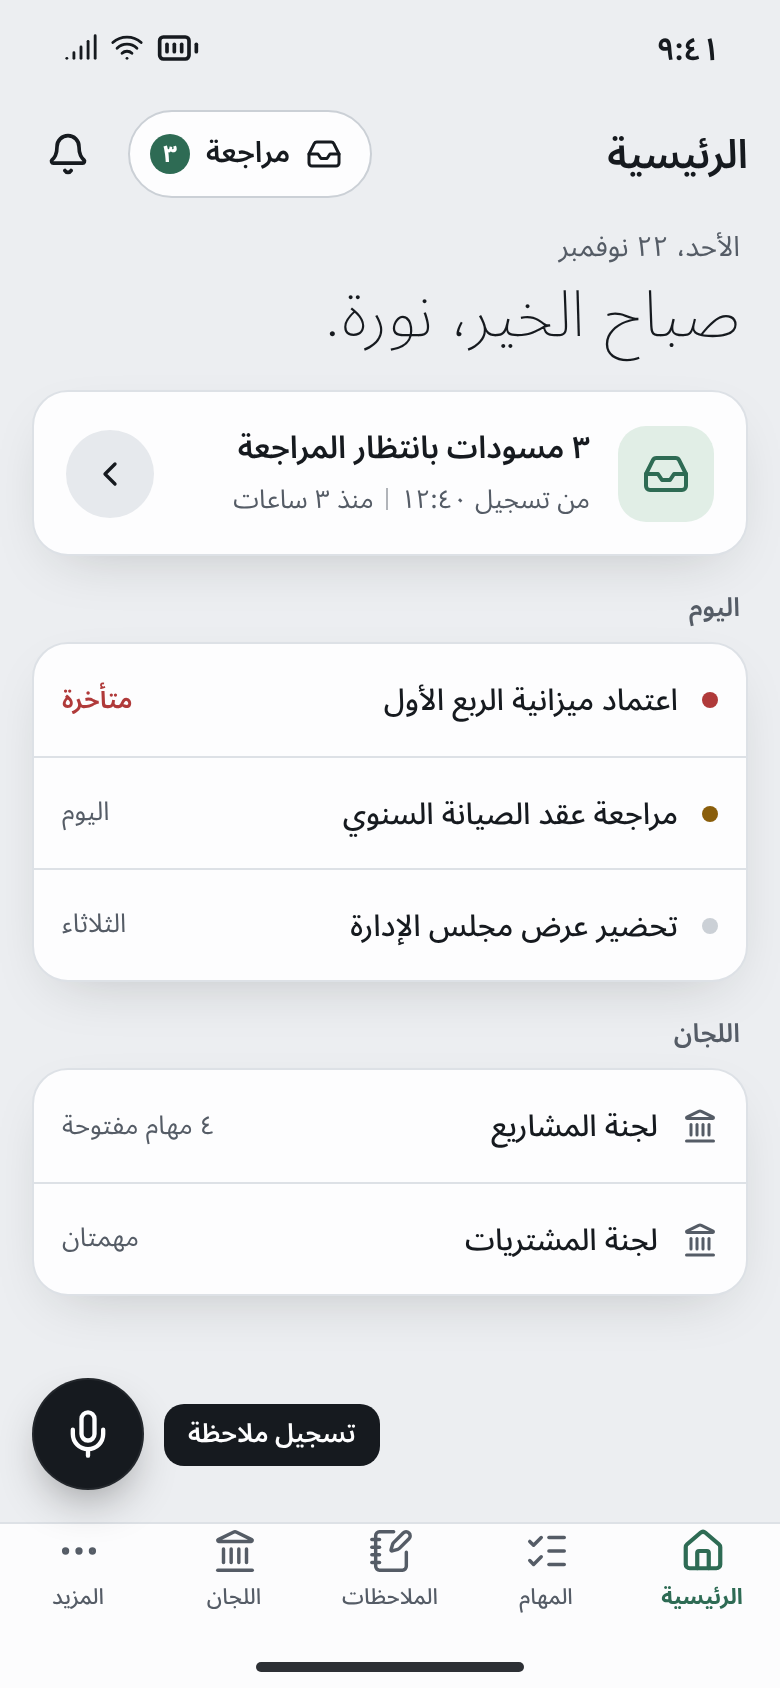 ٩:٤١
الرئيسية
مراجعة ٣
الأحد، ٢٢ نوفمبر
صباح الخير، نورة.
٣ مسودات بانتظار المراجعة
من تسجيل ١٢:٤٠ | منذ ٣ ساعات
اليوم
اعتماد ميزانية الربع الأول متأخرة
مراجعة عقد الصيانة السنوي اليوم
تحضير عرض مجلس الإدارة الثلاثاء
اللجان
لجنة المشاريع ٤ مهام مفتوحة
لجنة المشتريات مهمتان
تسجيل ملاحظة
الرئيسية المهام الملاحظات اللجان المزيد